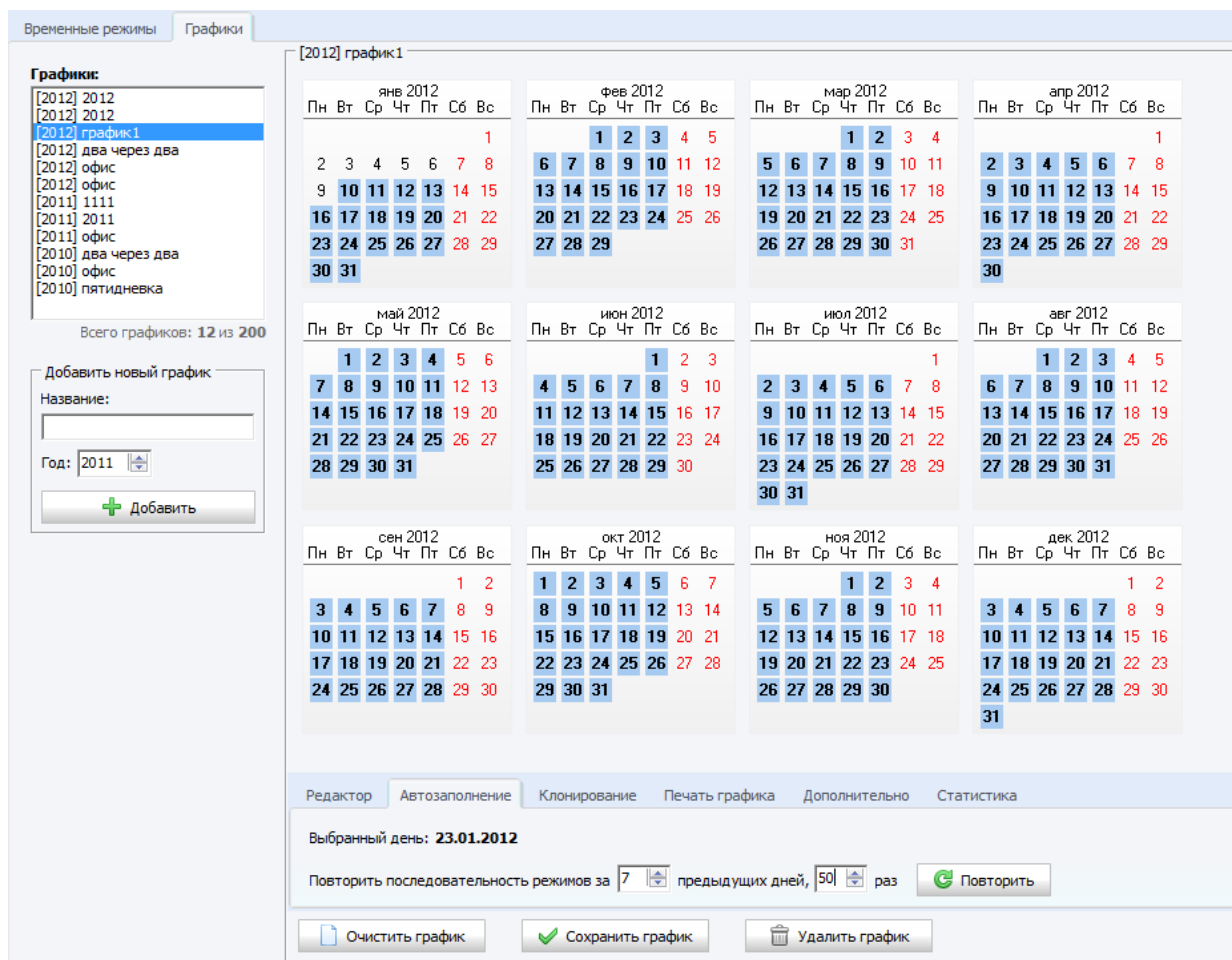 Временные режимы Графики
Графики:
[2012] 2012
[2012] 2012
[2012] график1
[2012] два через два
[2012] офис
[2012] офис
[2011] 1111
[2011] 2011
[2011] офис
[2010] два через два
[2010] офис
[2010] пятидневка
Всего графиков: 12 из 200
Добавить новый график
Название:
Год: 2011
Добавить
[2012] график1
янв 2012
Пн Вт Ср Чт Пт Сб Вс
1
2 3 4 5 6 7 8
9 10 11 12 13 14 15
16 17 18 19 20 21 22
23 24 25 26 27 28 29
30 31
фев 2012
Пн Вт Ср Чт Пт Сб Вс
1 2 3 4 5
6 7 8 9 10 11 12
13 14 15 16 17 18 19
20 21 22 23 24 25 26
27 28 29
мар 2012
Пн Вт Ср Чт Пт Сб Вс
1 2 3 4
5 6 7 8 9 10 11
12 13 14 15 16 17 18
19 20 21 22 23 24 25
26 27 28 29 30 31
апр 2012
Пн Вт Ср Чт Пт Сб Вс
1
2 3 4 5 6 7 8
9 10 11 12 13 14 15
16 17 18 19 20 21 22
23 24 25 26 27 28 29
30
май 2012
Пн Вт Ср Чт Пт Сб Вс
1 2 3 4 5 6
7 8 9 10 11 12 13
14 15 16 17 18 19 20
21 22 23 24 25 26 27
28 29 30 31
июн 2012
Пн Вт Ср Чт Пт Сб Вс
1 2 3
4 5 6 7 8 9 10
11 12 13 14 15 16 17
18 19 20 21 22 23 24
25 26 27 28 29 30
июл 2012
Пн Вт Ср Чт Пт Сб Вс
1
2 3 4 5 6 7 8
9 10 11 12 13 14 15
16 17 18 19 20 21 22
23 24 25 26 27 28 29
30 31
авг 2012
Пн Вт Ср Чт Пт Сб Вс
1 2 3 4 5
6 7 8 9 10 11 12
13 14 15 16 17 18 19
20 21 22 23 24 25 26
27 28 29 30 31
сен 2012
Пн Вт Ср Чт Пт Сб Вс
1 2
3 4 5 6 7 8 9
10 11 12 13 14 15 16
17 18 19 20 21 22 23
24 25 26 27 28 29 30
окт 2012
Пн Вт Ср Чт Пт Сб Вс
1 2 3 4 5 6 7
8 9 10 11 12 13 14
15 16 17 18 19 20 21
22 23 24 25 26 27 28
29 30 31
ноя 2012
Пн Вт Ср Чт Пт Сб Вс
1 2 3 4
5 6 7 8 9 10 11
12 13 14 15 16 17 18
19 20 21 22 23 24 25
26 27 28 29 30
дек 2012
Пн Вт Ср Чт Пт Сб Вс
1 2
3 4 5 6 7 8 9
10 11 12 13 14 15 16
17 18 19 20 21 22 23
24 25 26 27 28 29 30
31
Редактор Автозаполнение Клонирование Печать графика Дополнительно Статистика
Выбранный день: 23.01.2012
Повторить последовательность режимов за 7 предыдущих дней, 50 раз Повторить
Очистить график Сохранить график Удалить график